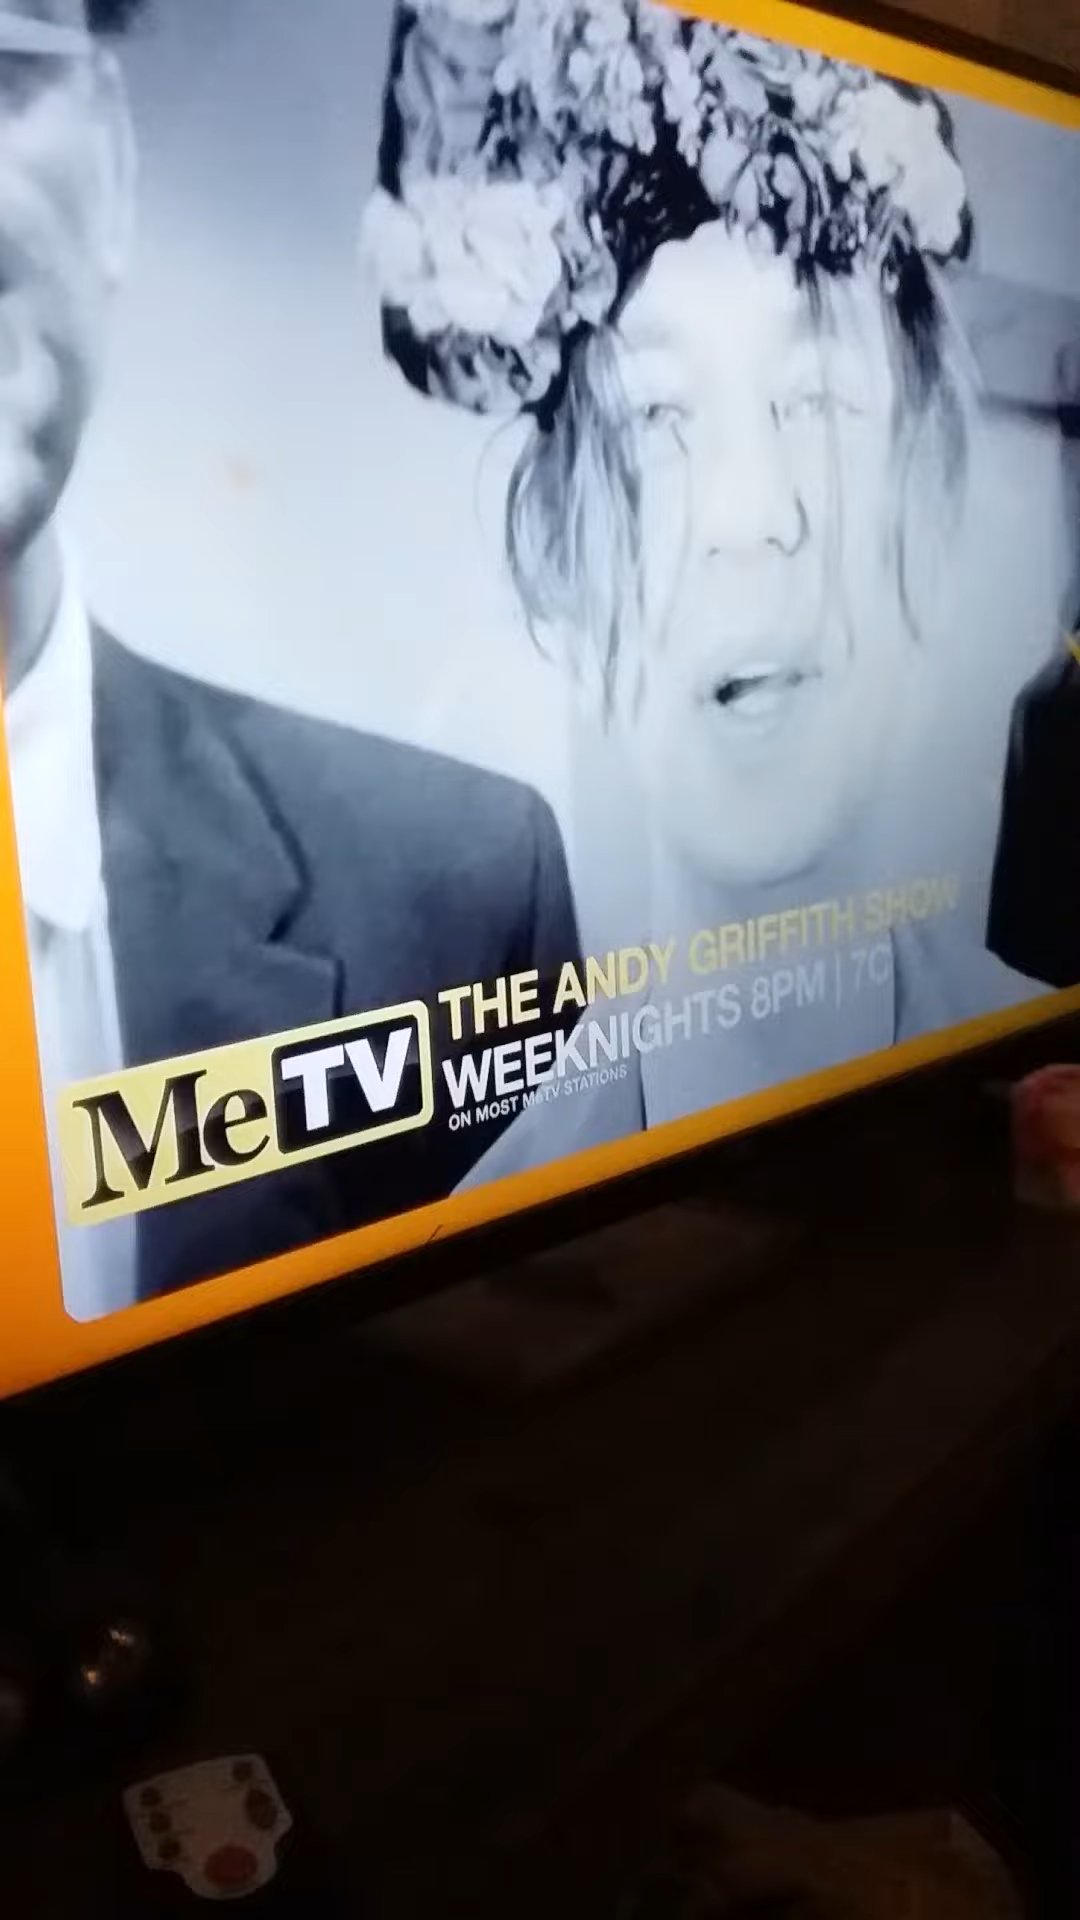 MeTV
THE ANDY GRIFFITH SHOW
WEEKNIGHTS 8PM | 7C
ON MOST MeTV STATIONS